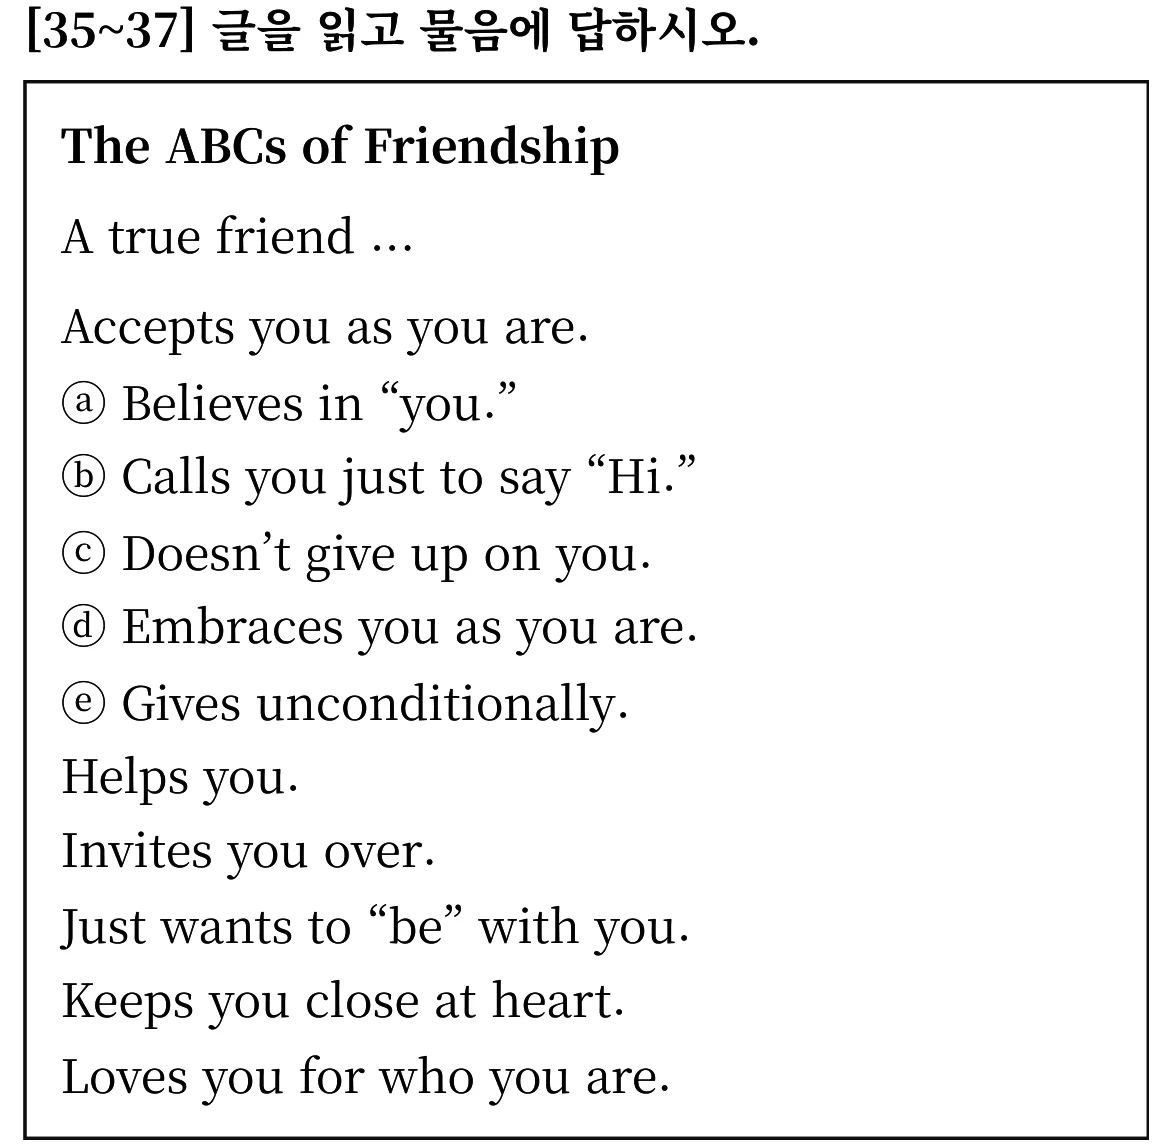 [35~37] 글을 읽고 물음에 답하시오.
The ABCs of Friendship
A true friend …
Accepts you as you are.
ⓐ Believes in “you.”
ⓑ Calls you just to say “Hi.”
ⓒ Doesn’t give up on you.
ⓓ Embraces you as you are.
ⓔ Gives unconditionally.
Helps you.
Invites you over.
Just wants to “be” with you.
Keeps you close at heart.
Loves you for who you are.